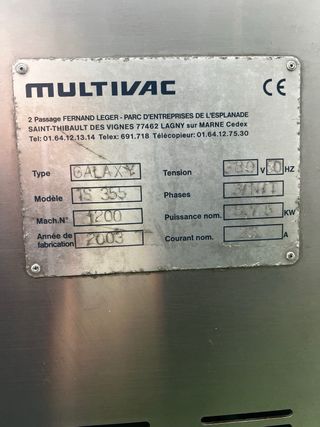 MULTIVAC CE
2 Passage FERNAND LEGER - PARC D'ENTREPRISES DE L'ESPLANADE
SAINT-THIBAULT DES VIGNES 77462 LAGNY sur MARNE Cedex
Tel: 01.64.12.13.14 Telex: 691.718 Télécopieur: 01.64.12.75.30
Type GALAXY Tension V HZ
Modèle 355 Phases
Mach.N° 1200 Puissance nom. KW
Année de fabrication 2003 Courant nom. A